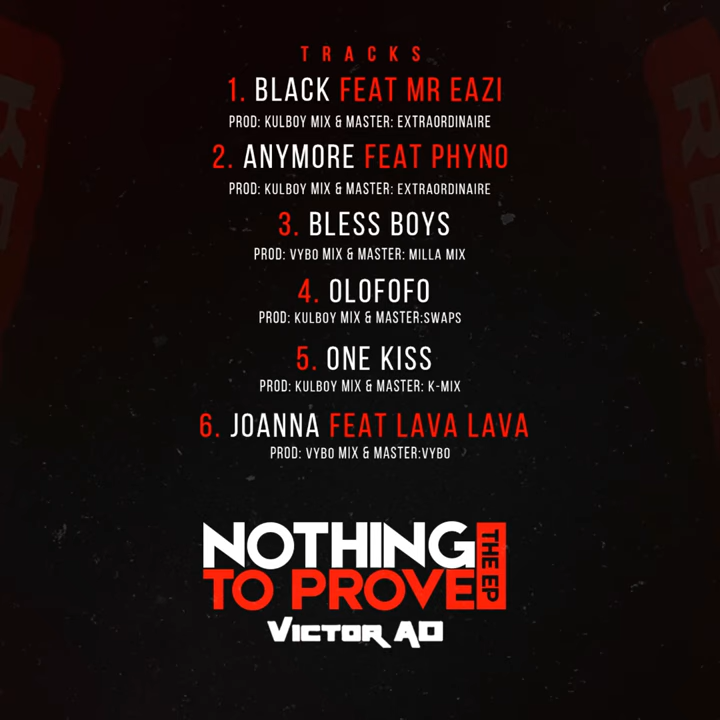 TRACKS
1. BLACK FEAT MR EAZI
PROD: KULBOY MIX & MASTER: EXTRAORDINAIRE
2. ANYMORE FEAT PHYNO
PROD: KULBOY MIX & MASTER: EXTRAORDINAIRE
3. BLESS BOYS
PROD: VYBO MIX & MASTER: MILLA MIX
4. OLOFOFO
PROD: KULBOY MIX & MASTER:SWAPS
5. ONE KISS
PROD: KULBOY MIX & MASTER: K-MIX
6. JOANNA FEAT LAVA LAVA
PROD: VYBO MIX & MASTER:VYBO
NOTHING
TO PROVE
THE EP
VICTOR AD